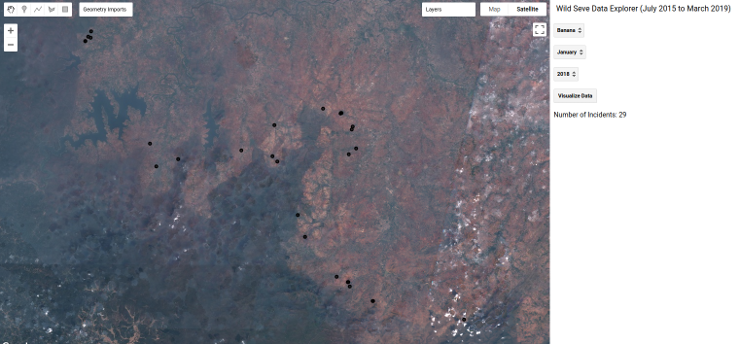 Geometry Imports
Layers
Map
Satellite
Wild Seve Data Explorer (July 2015 to March 2019)
Banana
January
2018
Visualize Data
Number of Incidents: 29